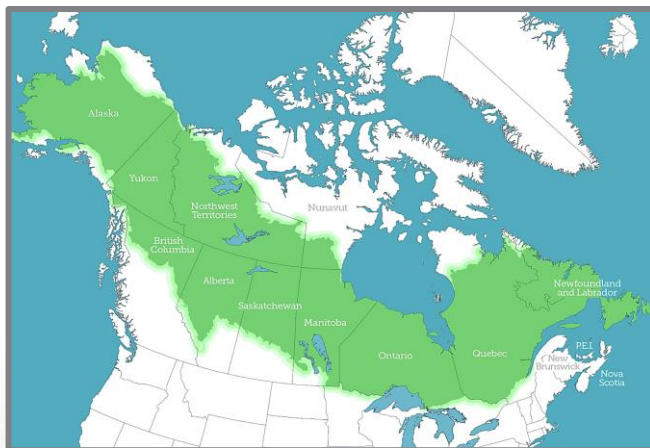 Alaska
Yukon
Northwest
Territories
Nunavut
British
Columbia
Alberta
Saskatchewan
Manitoba
Ontario
Quebec
Newfoundland
and Labrador
P.E.I.
New
Brunswick
Nova
Scotia